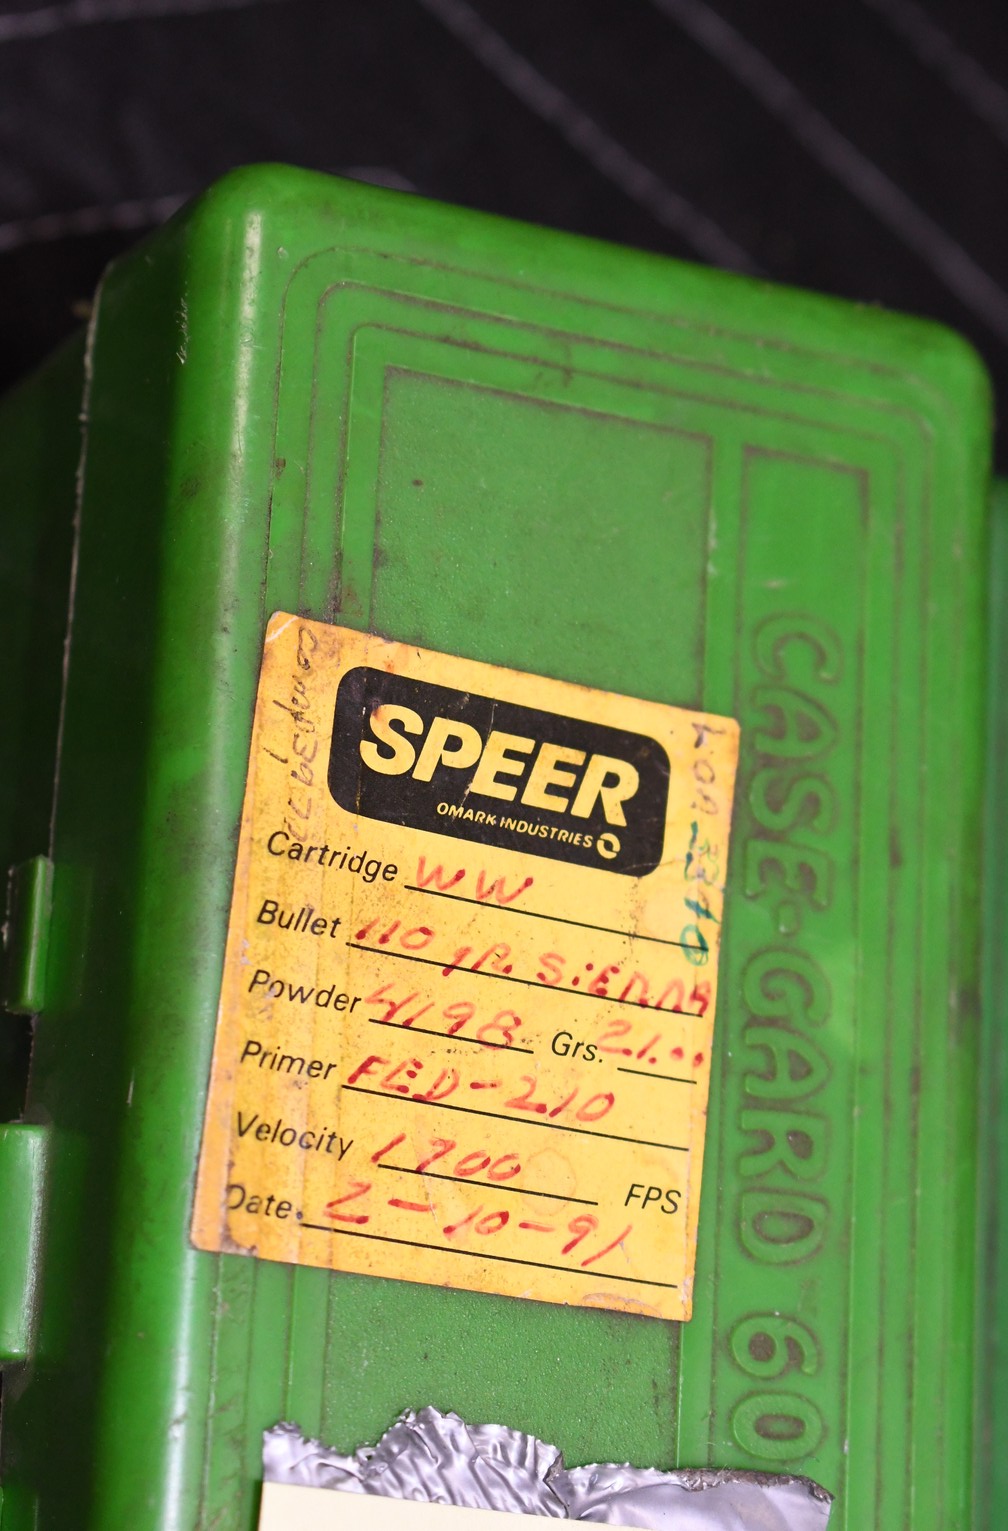 SPEER
OMARK INDUSTRIES
Cartridge WW
Bullet 110 gr. SiERRA
Powder 4198 Grs. 21.00
Primer FED-210
Velocity 1700 FPS
Date 2-10-91
CASE-GARD 60